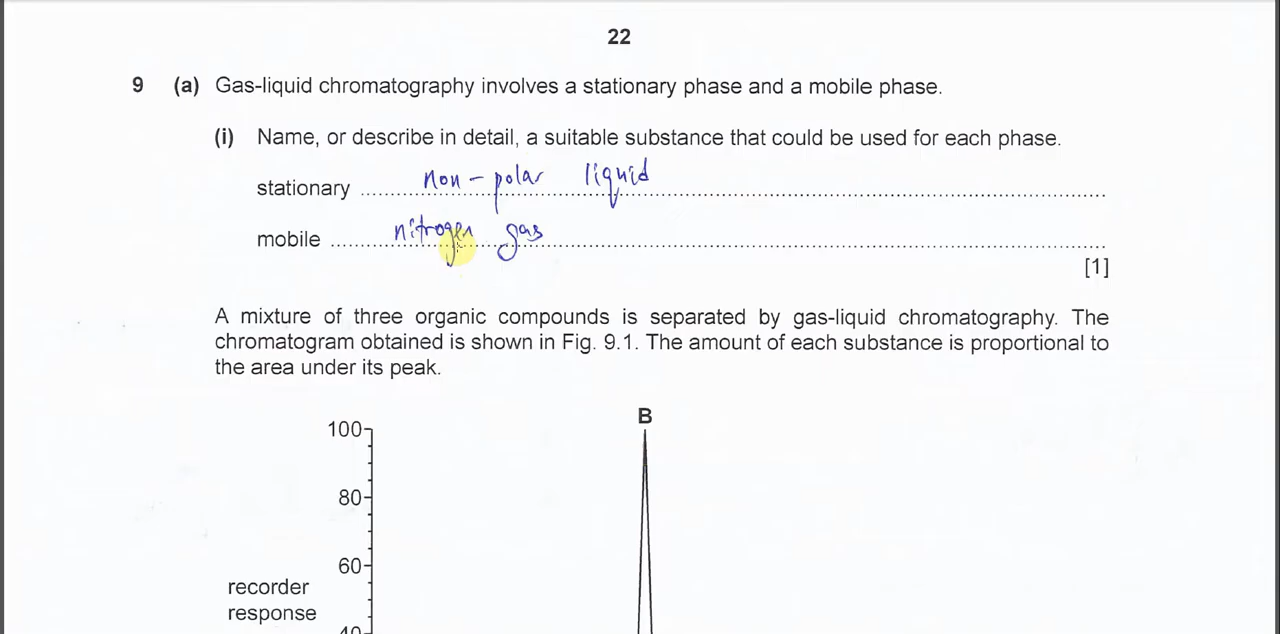 22
9 (a) Gas-liquid chromatography involves a stationary phase and a mobile phase.
(i) Name, or describe in detail, a suitable substance that could be used for each phase.
stationary non-polar liquid
mobile nitrogen gas
[1]
A mixture of three organic compounds is separated by gas-liquid chromatography. The
chromatogram obtained is shown in Fig. 9.1. The amount of each substance is proportional to
the area under its peak.
B
100
80
60
recorder
response
40